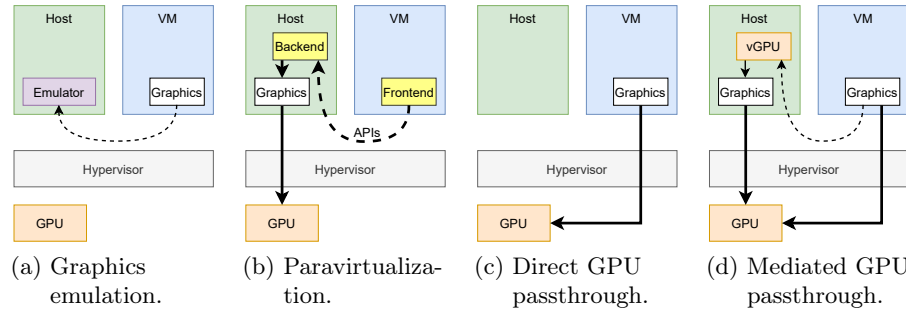 Host
VM
Emulator
Graphics
Hypervisor
GPU
(a) Graphics
emulation.
Host
VM
Backend
Graphics
Frontend
APIs
Hypervisor
GPU
(b) Paravirtualiza-
tion.
Host
VM
Graphics
Hypervisor
GPU
(c) Direct GPU
passthrough.
Host
VM
vGPU
Graphics
Graphics
Hypervisor
GPU
(d) Mediated GPU
passthrough.